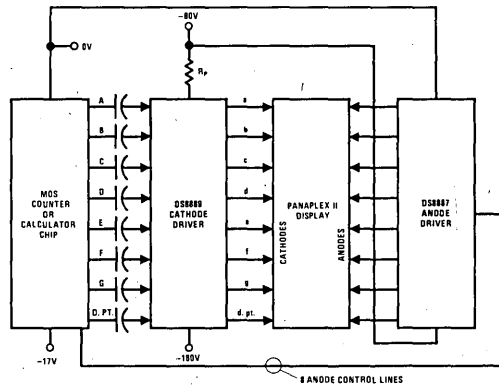 -80V
0V
Rp
A
B
C
D
E
F
G
D. PT.
MOS
COUNTER
OR
CALCULATOR
CHIP
DS8889
CATHODE
DRIVER
a
b
c
d
e
f
g
d. pt.
CATHODES
PANAPLEX II
DISPLAY
ANODES
DS8887
ANODE
DRIVER
-17V
-180V
8 ANODE CONTROL LINES